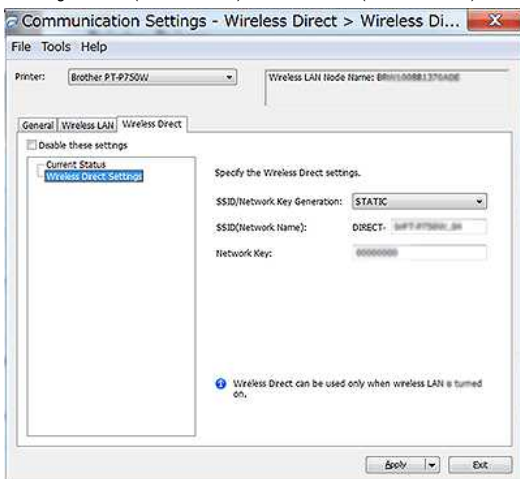 Communication Settings - Wireless Direct > Wireless Di...
File Tools Help
Printer: Brother PT-P750W
Wireless LAN Node Name:
General Wireless LAN Wireless Direct
Disable these settings
Current Status
Wireless Direct Settings
Specify the Wireless Direct settings.
SSID/Network Key Generation: STATIC
SSID(Network Name): DIRECT-
Network Key:
Wireless Direct can be used only when wireless LAN is turned
on.
Apply Exit